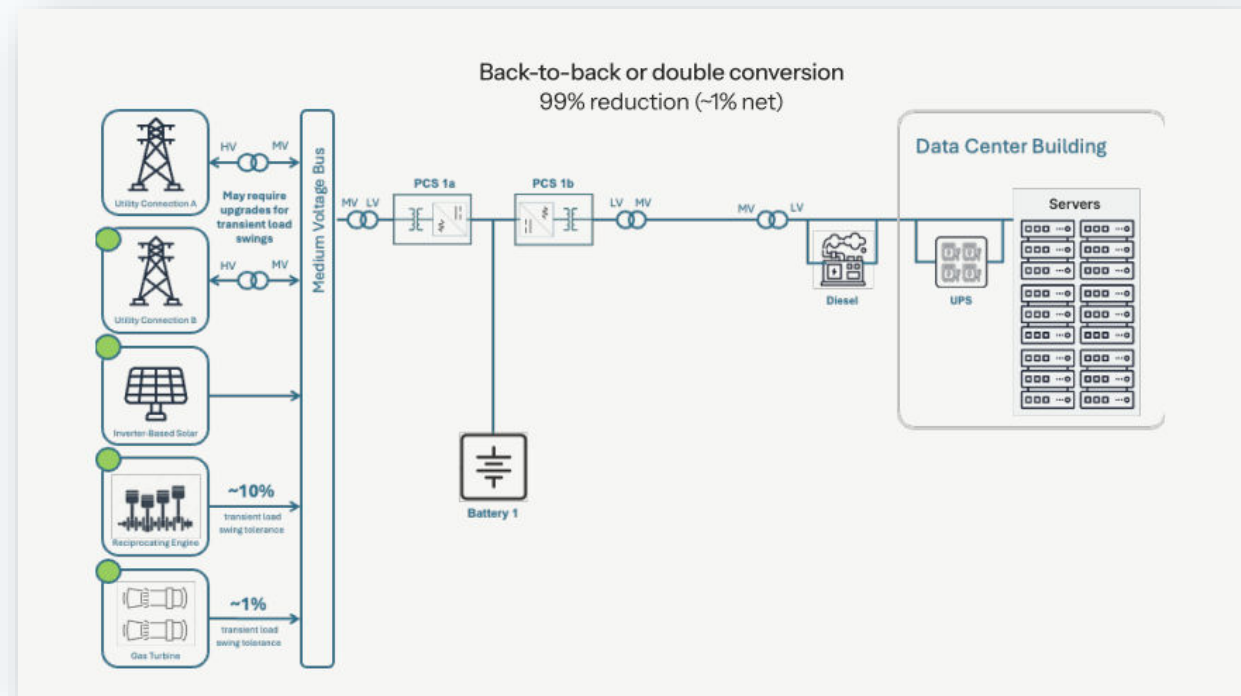 Back-to-back or double conversion
99% reduction (~1% net)
Utility Connection A
HV
MV
May require
upgrades for
transient load
swings
Utility Connection B
HV
MV
Inverter-Based Solar
Reciprocating Engine
~10%
transient load
swing tolerance
Gas Turbine
~1%
transient load
swing tolerance
Medium Voltage Bus
MV
LV
PCS 1a
PCS 1b
LV
MV
Battery 1
MV
LV
Diesel
Data Center Building
UPS
Servers